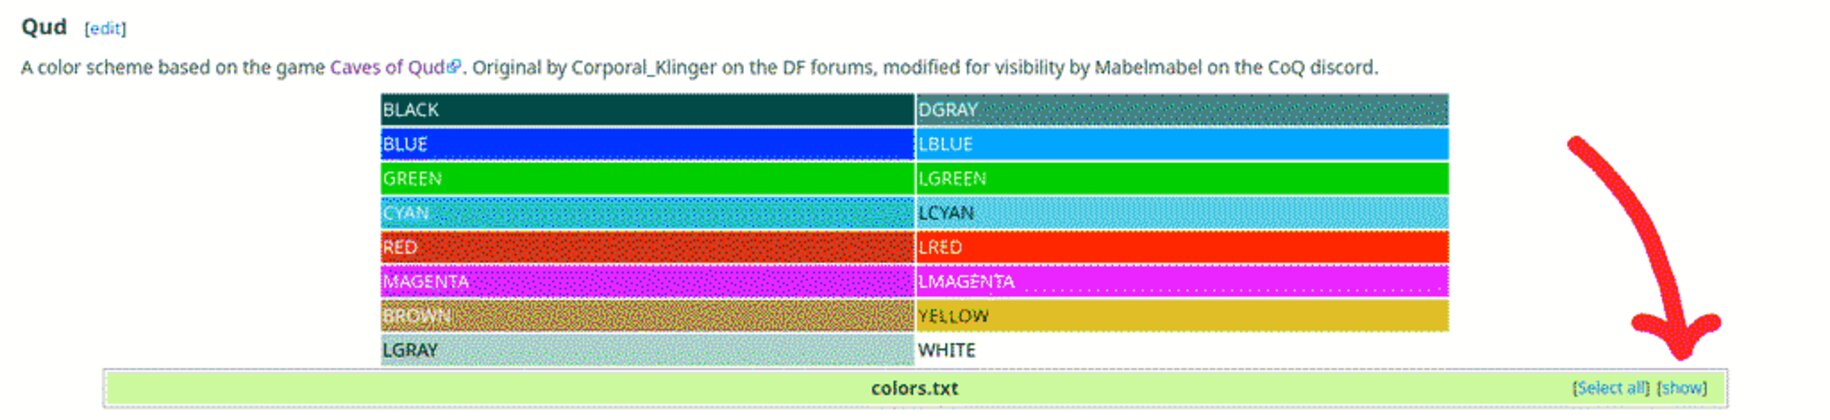 Qud [edit]
A color scheme based on the game Caves of Qud. Original by Corporal_Klinger on the DF forums, modified for visibility by Mabelmabel on the CoQ discord.
BLACK DGRAY
BLUE LBLUE
GREEN LGREEN
CYAN LCYAN
RED LRED
MAGENTA LMAGENTA
BROWN YELLOW
LGRAY WHITE
colors.txt [Select all] [show]